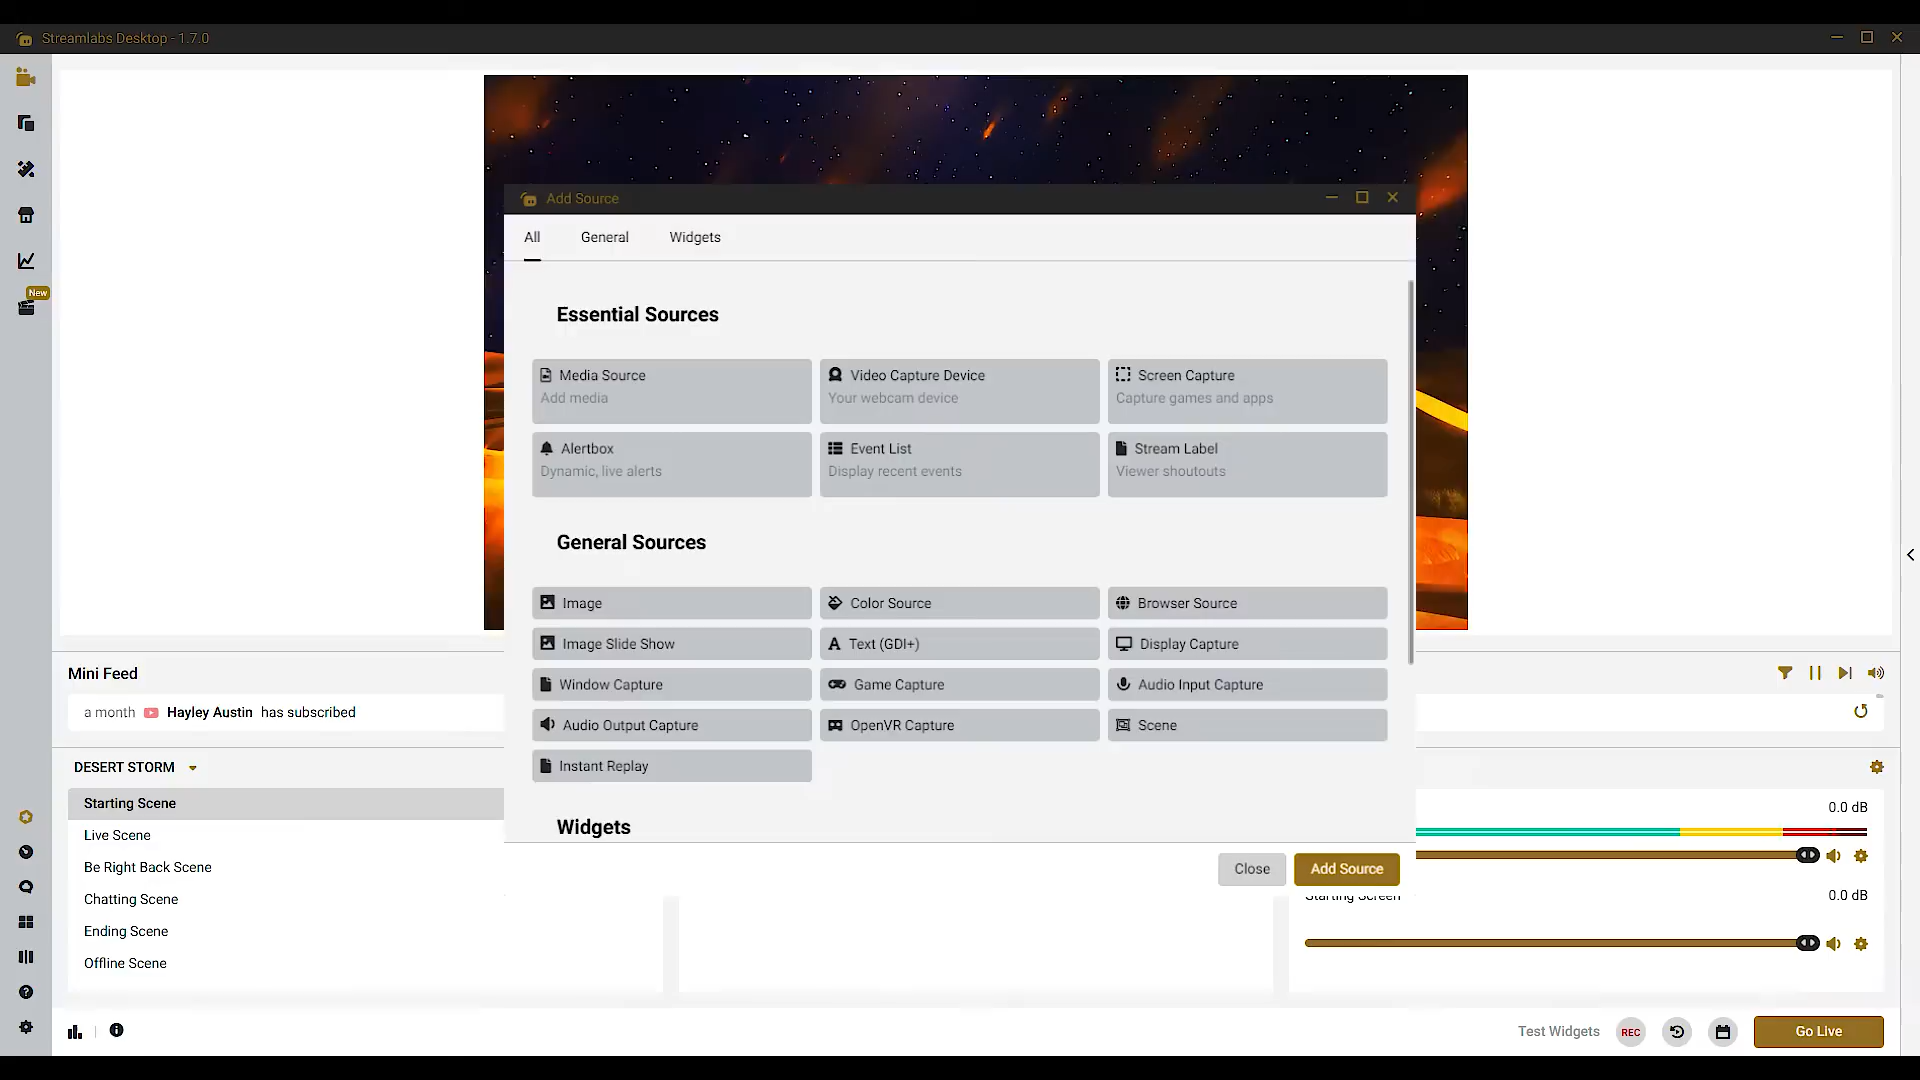 Streamlabs Desktop - 1.7.0
New
Add Source
All General Widgets
Essential Sources
Media Source
Add media
Video Capture Device
Your webcam device
Screen Capture
Capture games and apps
Alertbox
Dynamic, live alerts
Event List
Display recent events
Stream Label
Viewer shoutouts
General Sources
Image
Color Source
Browser Source
Image Slide Show
Text (GDI+)
Display Capture
Window Capture
Game Capture
Audio Input Capture
Audio Output Capture
OpenVR Capture
Scene
Instant Replay
Widgets
Close
Add Source
Mini Feed
a month Hayley Austin has subscribed
DESERT STORM
Starting Scene
Live Scene
Be Right Back Scene
Chatting Scene
Ending Scene
Offline Scene
0.0 dB
Starting Screen
0.0 dB
Test Widgets
REC
Go Live